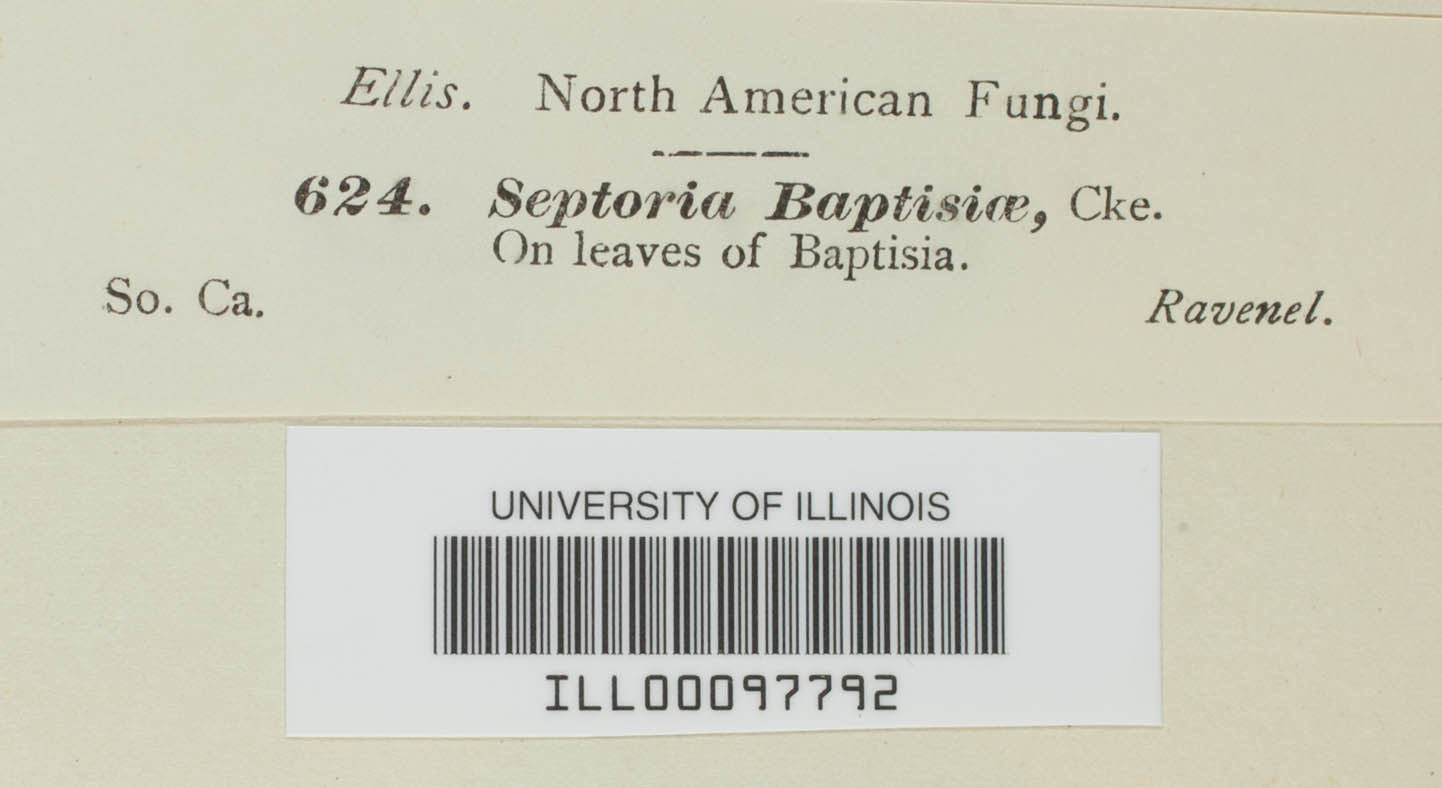 Ellis. North American Fungi.
624. Septoria Baptisiæ, Cke.
On leaves of Baptisia.
So. Ca. Ravenel.
UNIVERSITY OF ILLINOIS
ILL00097792